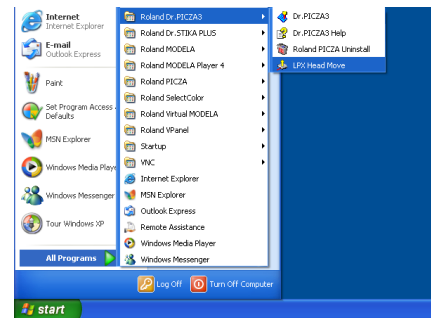 Internet
Internet Explorer
E-mail
Outlook Express
Paint
Set Program Access
Defaults
MSN Explorer
Windows Media Playe
Windows Messenger
Tour Windows XP
All Programs
Roland Dr.PICZA3
Roland Dr.STIKA PLUS
Roland MODELA
Roland MODELA Player 4
Roland PICZA
Roland SelectColor
Roland Virtual MODELA
Roland VPanel
Startup
VNC
Internet Explorer
MSN Explorer
Outlook Express
Remote Assistance
Windows Media Player
Windows Messenger
Dr.PICZA3
Dr.PICZA3 Help
Roland PICZA Uninstall
LPX Head Move
Log Off
Turn Off Computer
start